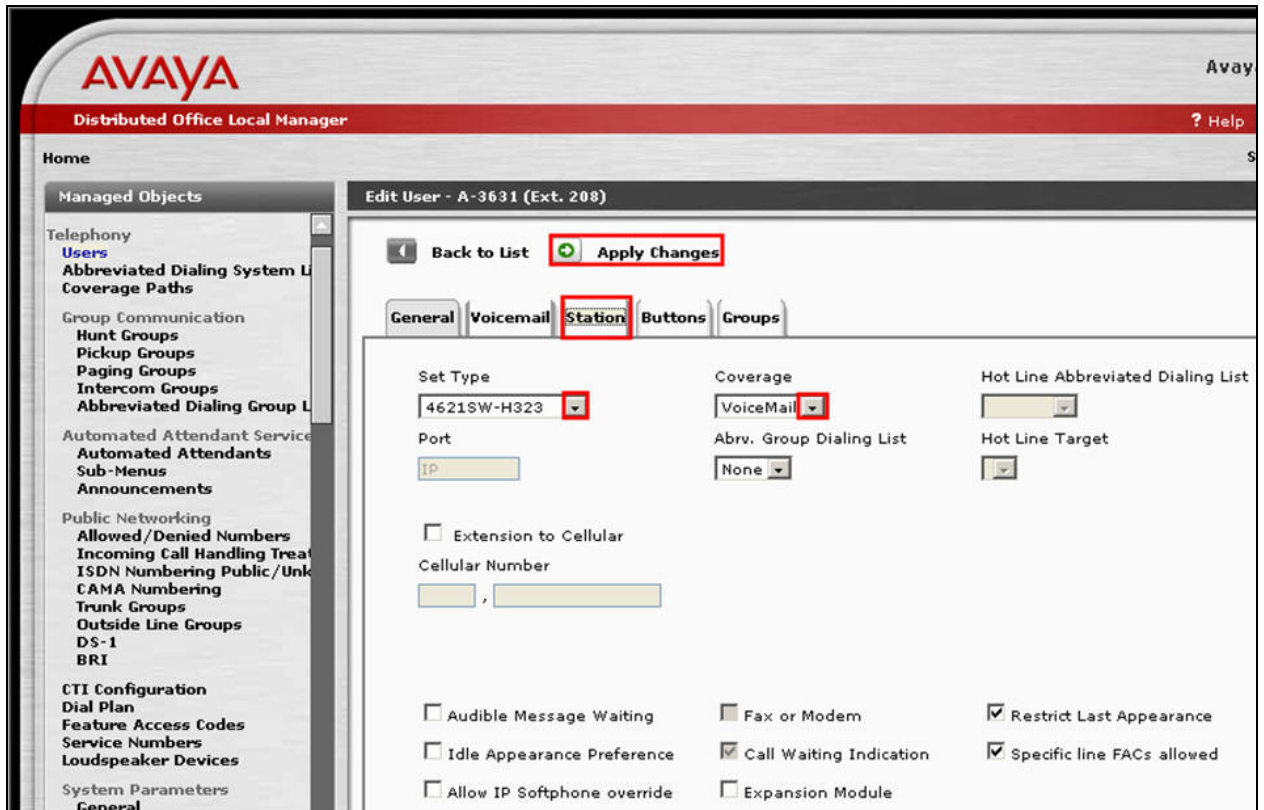 AVAYA
Avay
Distributed Office Local Manager
? Help
Home
S
Managed Objects
Edit User - A-3631 (Ext. 208)
Telephony
Users
Abbreviated Dialing System Li
Coverage Paths
Group Communication
Hunt Groups
Pickup Groups
Paging Groups
Intercom Groups
Abbreviated Dialing Group L
Automated Attendant Service
Automated Attendants
Sub-Menus
Announcements
Public Networking
Allowed/Denied Numbers
Incoming Call Handling Treat
ISDN Numbering Public/Unk
CAMA Numbering
Trunk Groups
Outside Line Groups
DS-1
BRI
CTI Configuration
Dial Plan
Feature Access Codes
Service Numbers
Loudspeaker Devices
System Parameters
General
Back to List
Apply Changes
General
Voicemail
Station
Buttons
Groups
Set Type
Coverage
Hot Line Abbreviated Dialing List
4621SW-H323
VoiceMail
Port
Abrv. Group Dialing List
Hot Line Target
IP
None
Extension to Cellular
Cellular Number
,
Audible Message Waiting
Fax or Modem
Restrict Last Appearance
Idle Appearance Preference
Call Waiting Indication
Specific line FACs allowed
Allow IP Softphone override
Expansion Module